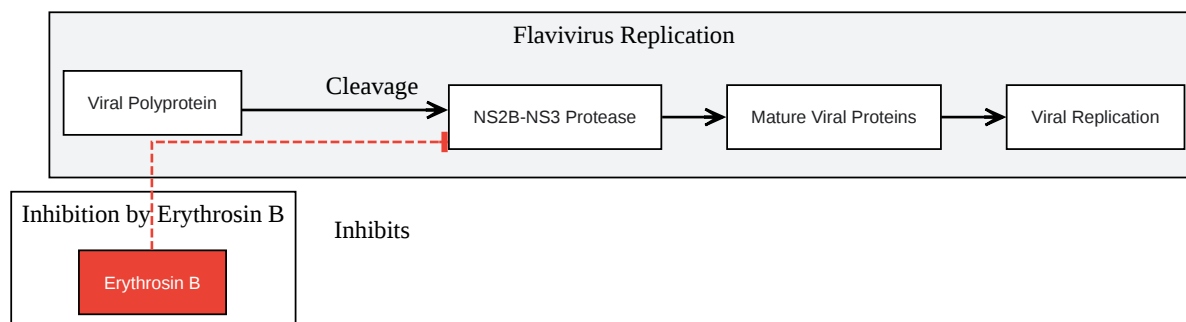 Flavivirus Replication
Cleavage
Viral Polyprotein
NS2B-NS3 Protease
Mature Viral Proteins
Viral Replication
Inhibition by Erythrosin B
Inhibits
Erythrosin B